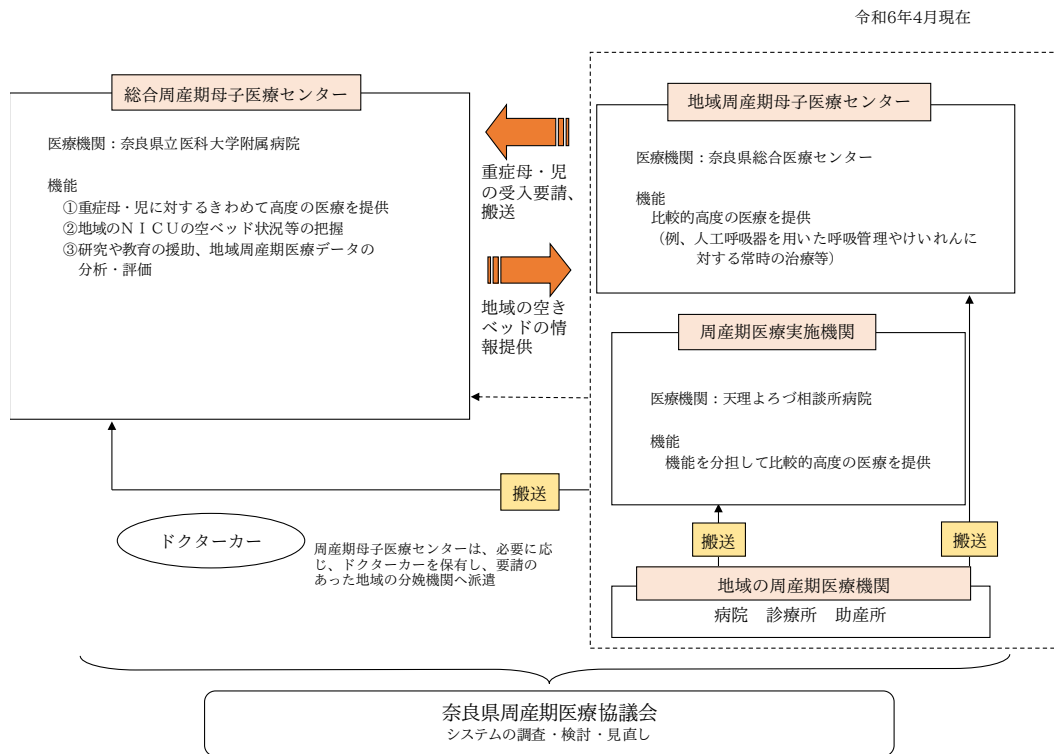 令和6年4月現在
総合周産期母子医療センター
医療機関：奈良県立医科大学附属病院
機能
①重症母・児に対するきわめて高度の医療を提供
②地域のＮＩＣＵの空ベッド状況等の把握
③研究や教育の援助、地域周産期医療データの
分析・評価
重症母・児
の受入要請、
搬送
地域の空き
ベッドの情
報提供
地域周産期母子医療センター
医療機関：奈良県総合医療センター
機能
比較的高度の医療を提供
（例、人工呼吸器を用いた呼吸管理やけいれんに
対する常時の治療等）
周産期医療実施機関
医療機関：天理よろづ相談所病院
機能
機能を分担して比較的高度の医療を提供
搬送
搬送
搬送
ドクターカー
周産期母子医療センターは、必要に応
じ、ドクターカーを保有し、要請の
あった地域の分娩機関へ派遣
地域の周産期医療機関
病院　診療所　助産所
奈良県周産期医療協議会
システムの調査・検討・見直し